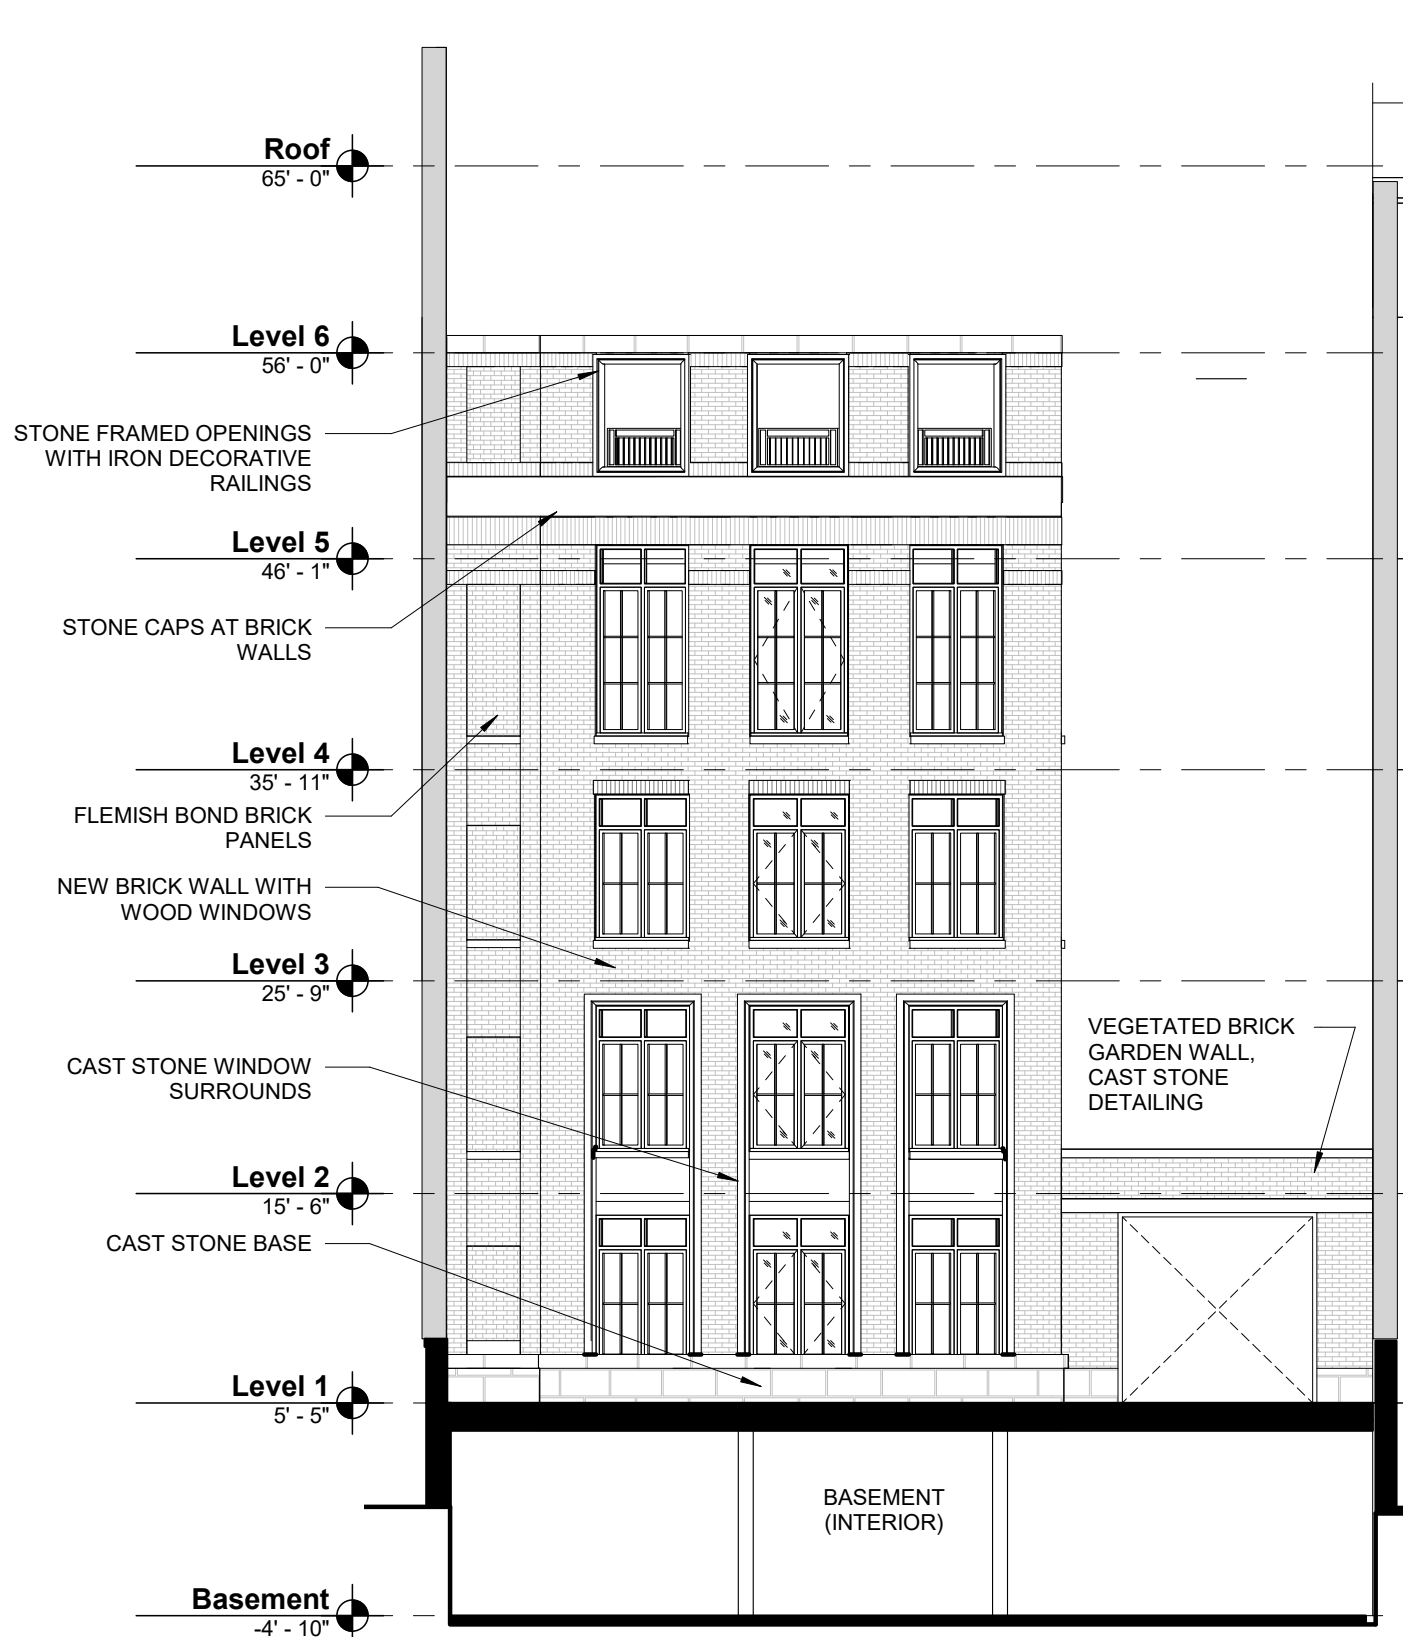 Roof
65' - 0"
Level 6
56' - 0"
STONE FRAMED OPENINGS
WITH IRON DECORATIVE
RAILINGS
Level 5
46' - 1"
STONE CAPS AT BRICK
WALLS
Level 4
35' - 11"
FLEMISH BOND BRICK
PANELS
NEW BRICK WALL WITH
WOOD WINDOWS
Level 3
25' - 9"
CAST STONE WINDOW
SURROUNDS
VEGETATED BRICK
GARDEN WALL,
CAST STONE
DETAILING
Level 2
15' - 6"
CAST STONE BASE
Level 1
5' - 5"
BASEMENT
(INTERIOR)
Basement
-4' - 10"